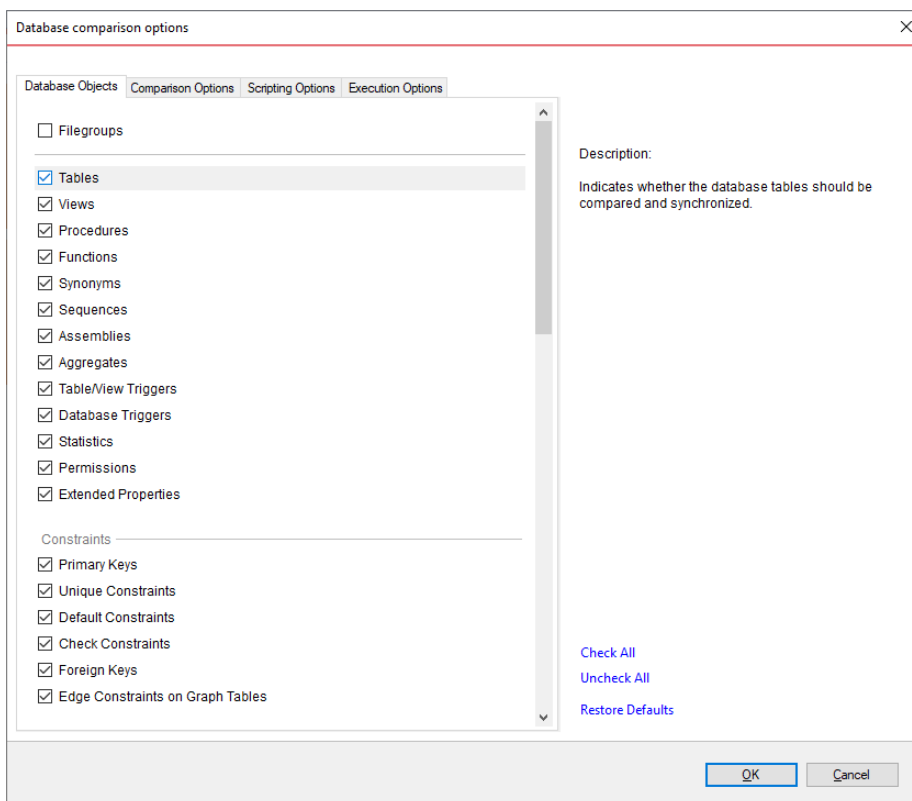 Database comparison options
Database Objects Comparison Options Scripting Options Execution Options
Filegroups
Tables
Views
Procedures
Functions
Synonyms
Sequences
Assemblies
Aggregates
Table/View Triggers
Database Triggers
Statistics
Permissions
Extended Properties
Constraints
Primary Keys
Unique Constraints
Default Constraints
Check Constraints
Foreign Keys
Edge Constraints on Graph Tables
Description:
Indicates whether the database tables should be
compared and synchronized.
Check All
Uncheck All
Restore Defaults
OK Cancel